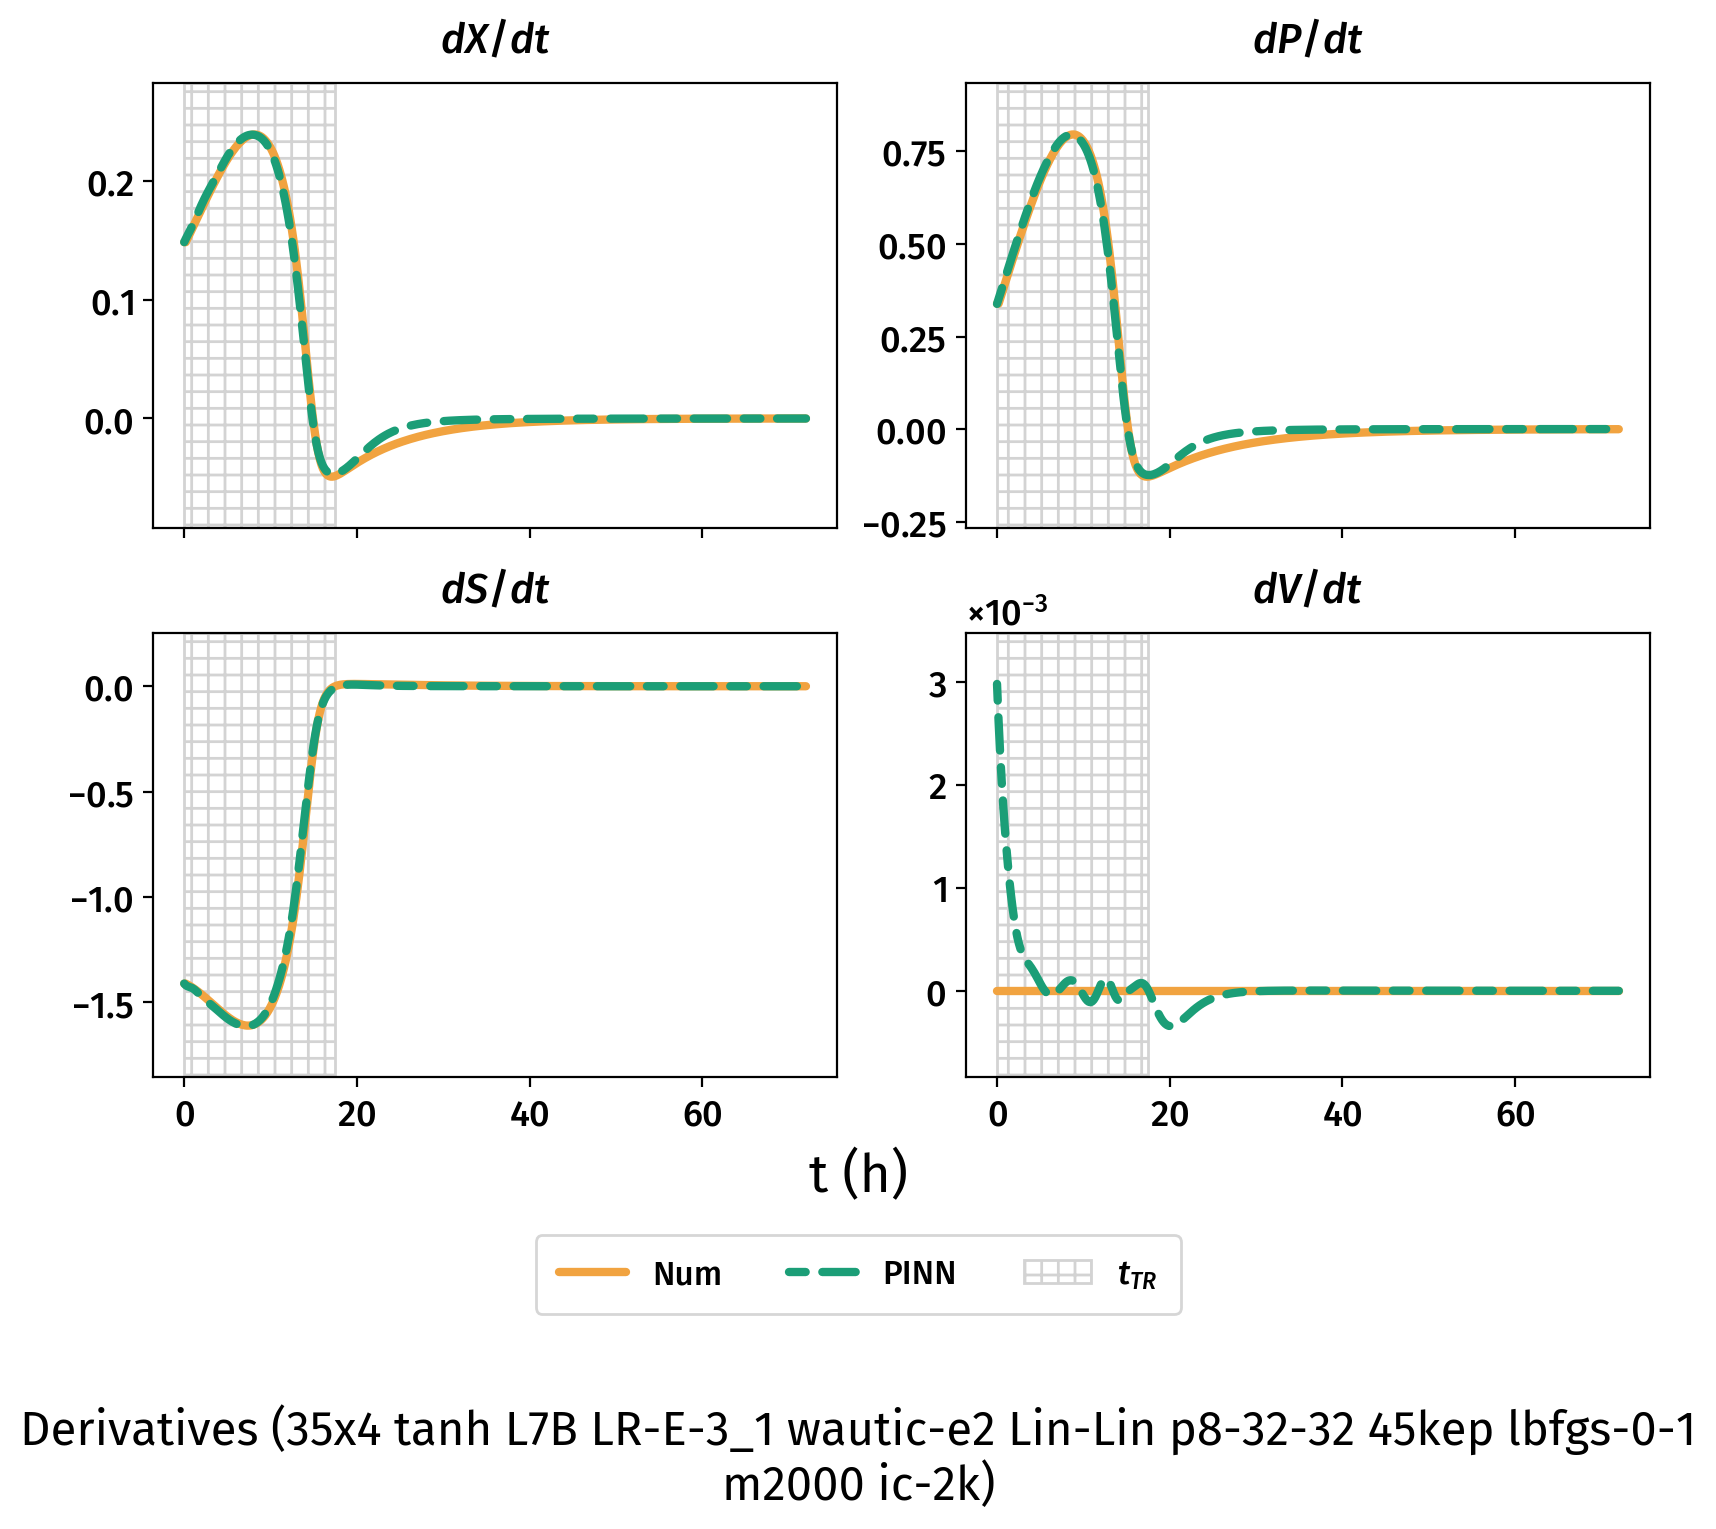 dX/dt
dP/dt
0.2
0.1
0.0
0.75
0.50
0.25
0.00
−0.25
dS/dt
dV/dt
×10⁻³
0.0
−0.5
−1.0
−1.5
3
2
1
0
0 20 40 60
0 20 40 60
t (h)
Num PINN t_TR
Derivatives (35x4 tanh L7B LR-E-3_1 wautic-e2 Lin-Lin p8-32-32 45kep lbfgs-0-1
m2000 ic-2k)